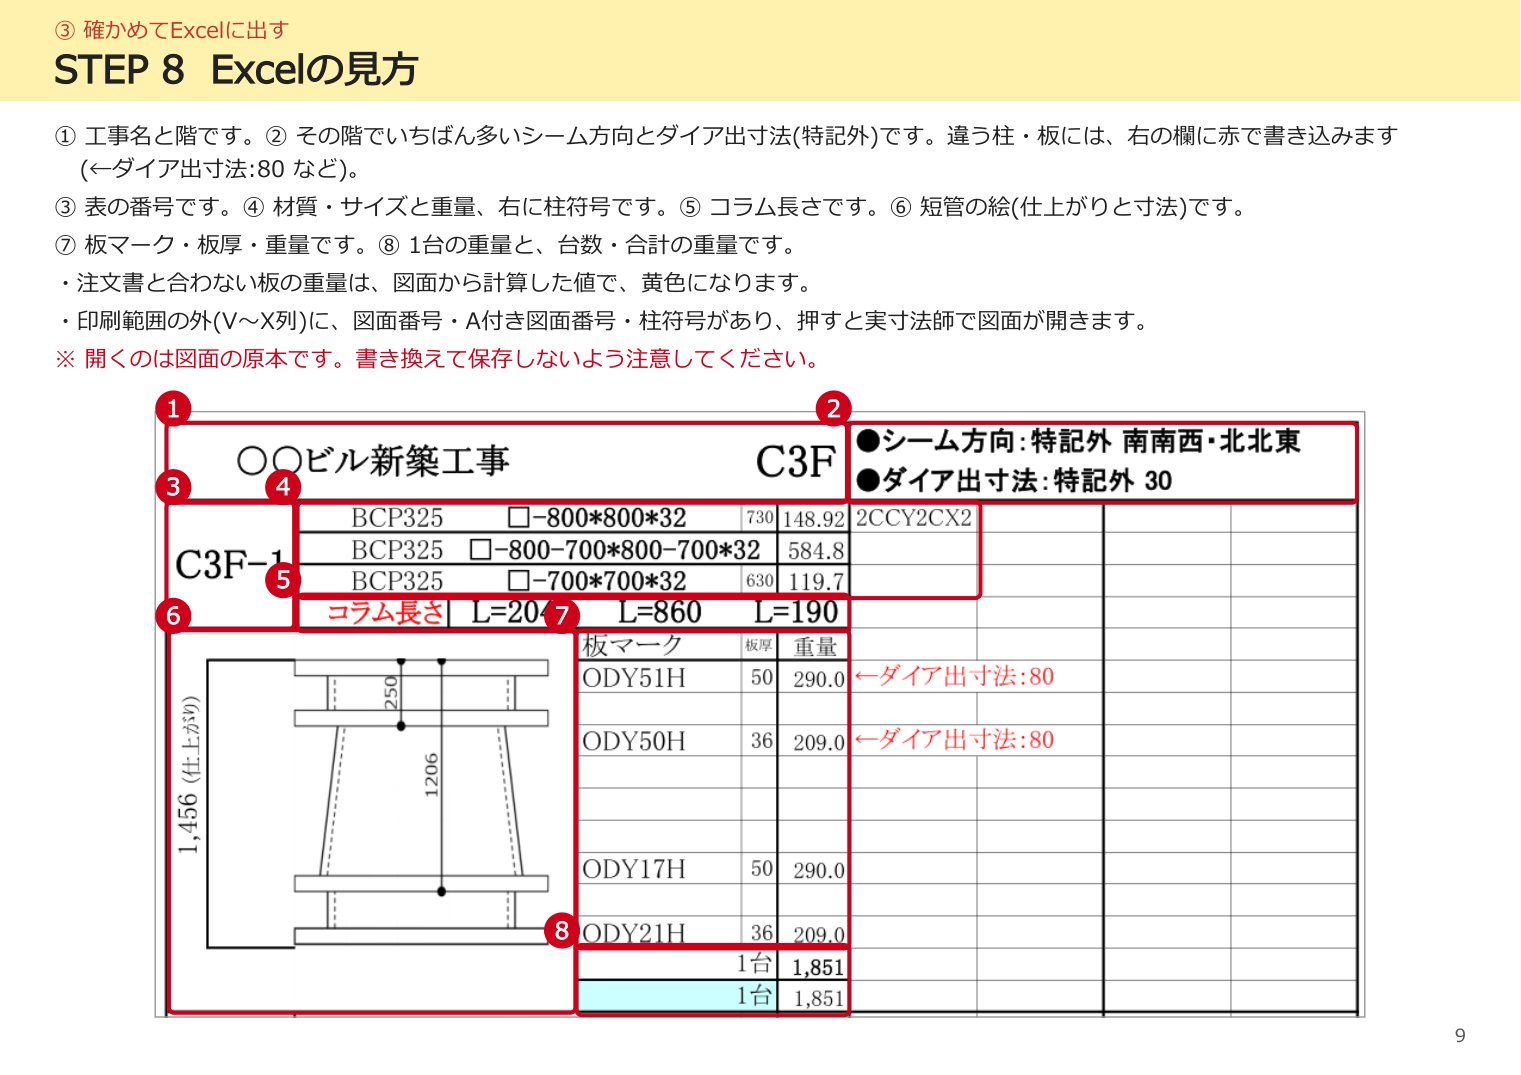 ③ 確かめてExcelに出す
STEP 8 Excelの見方
① 工事名と階です。② その階でいちばん多いシーム方向とダイア出寸法(特記外)です。違う柱・板には、右の欄に赤で書き込みます
(←ダイア出寸法:80 など)。
③ 表の番号です。④ 材質・サイズと重量、右に柱符号です。⑤ コラム長さです。⑥ 短管の絵(仕上がりと寸法)です。
⑦ 板マーク・板厚・重量です。⑧ 1台の重量と、台数・合計の重量です。
・注文書と合わない板の重量は、図面から計算した値で、黄色になります。
・印刷範囲の外(V～X列)に、図面番号・A付き図面番号・柱符号があり、押すと実寸法師で図面が開きます。
※ 開くのは図面の原本です。書き換えて保存しないよう注意してください。
1
2
〇〇ビル新築工事 C3F
●シーム方向:特記外 南南西・北北東
●ダイア出寸法:特記外 30
3
4
BCP325 □-800*800*32 730 148.92 2CCY2CX2
C3F-1
BCP325 □-800-700*800-700*32 584.8
5
BCP325 □-700*700*32 630 119.7
6
コラム長さ L=204 L=860 L=190
7
板マーク 板厚 重量
ODY51H 50 290.0 ←ダイア出寸法:80
250
ODY50H 36 209.0 ←ダイア出寸法:80
1206
1,456 (仕上がり)
ODY17H 50 290.0
8
ODY21H 36 209.0
1台 1,851
1台 1,851
9